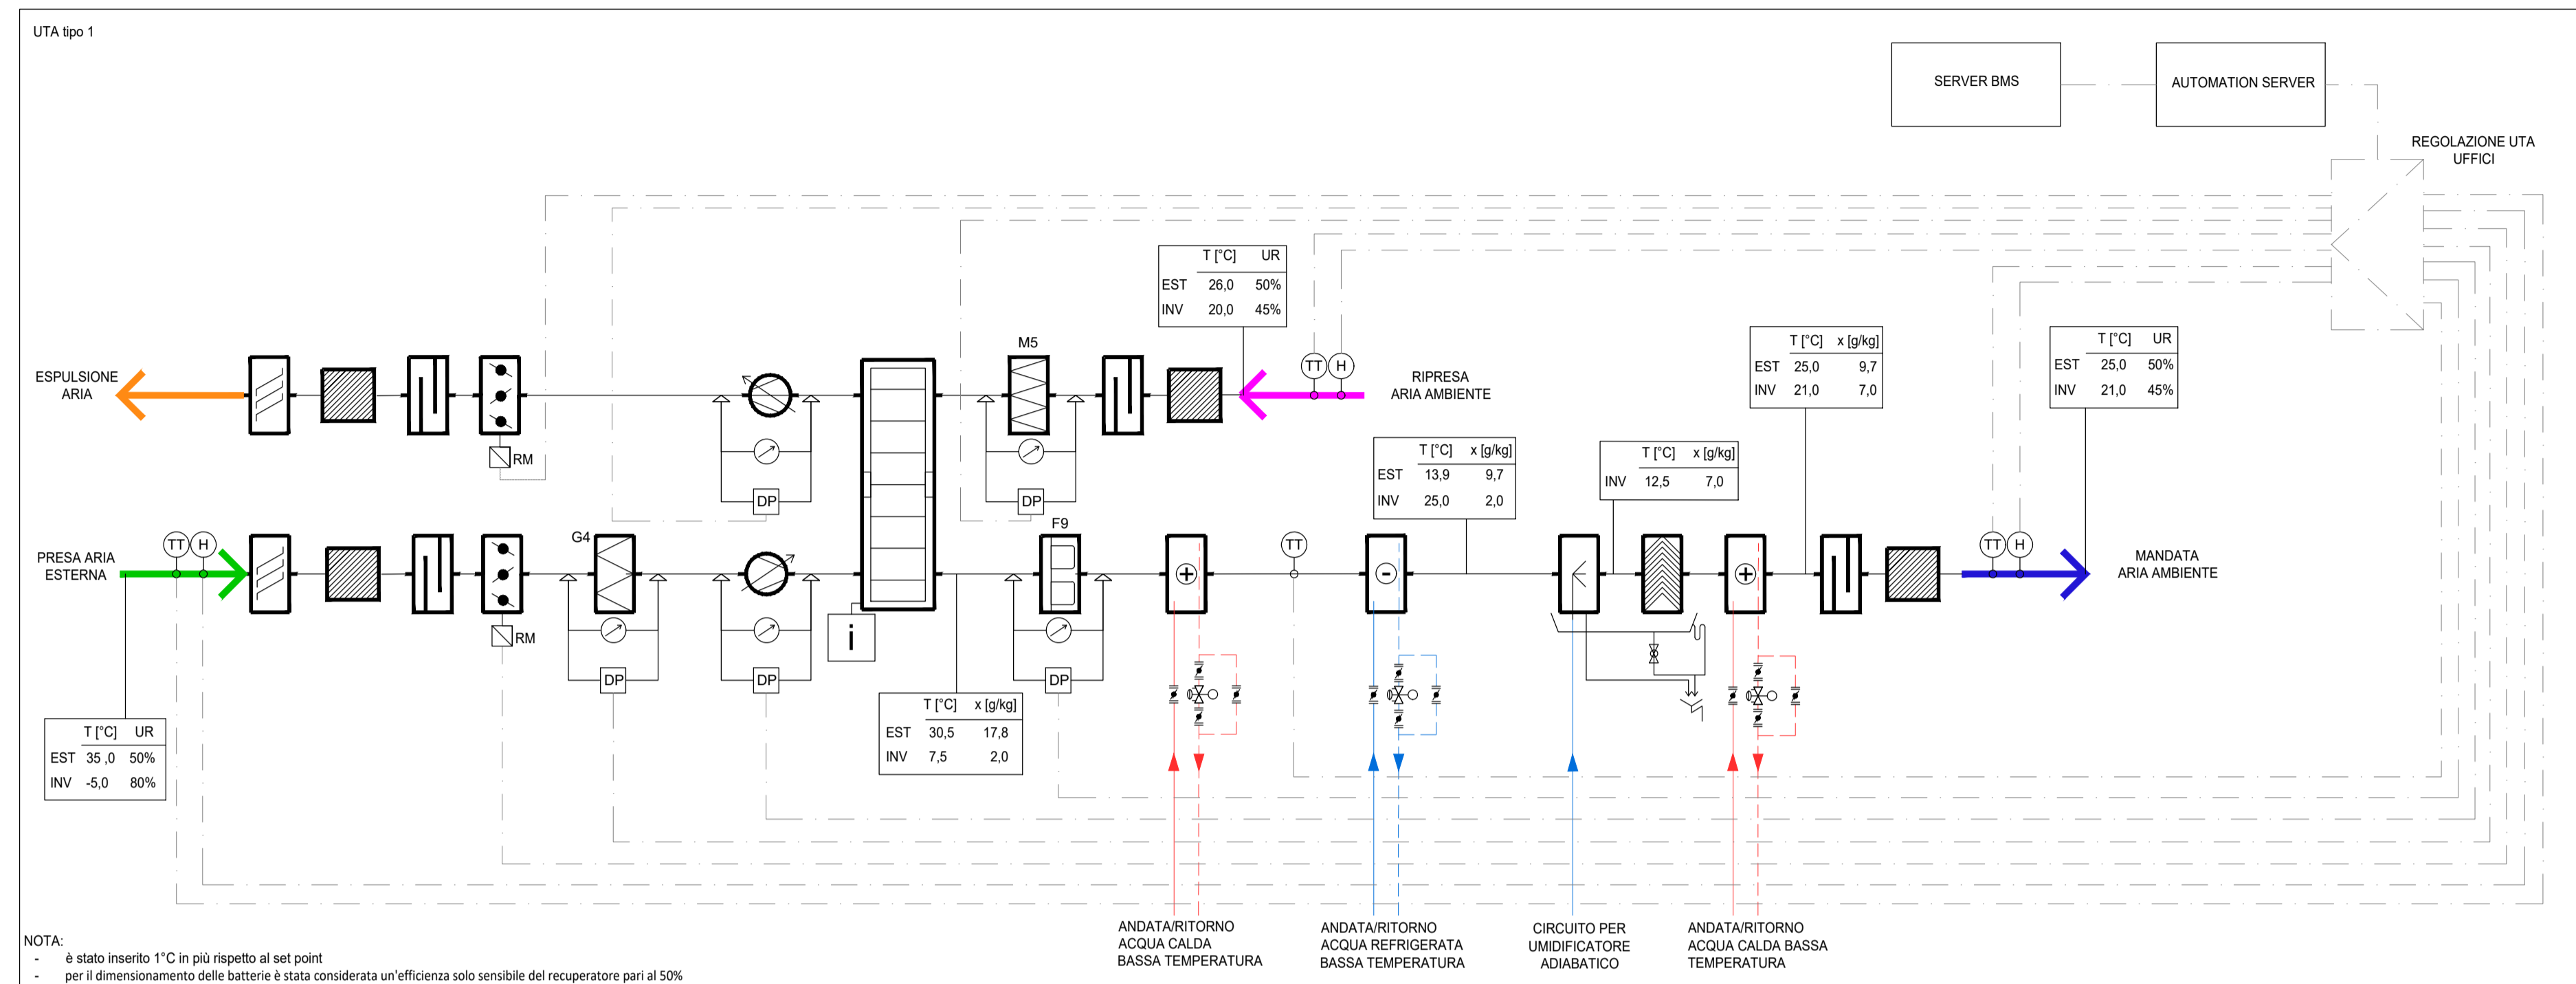 UTA tipo 1
SERVER BMS
AUTOMATION SERVER
REGOLAZIONE UTA
UFFICI
T [°C] UR
EST 26,0 50%
INV 20,0 45%
M5
ESPULSIONE
ARIA
TT H
RIPRESA
ARIA AMBIENTE
T [°C] x [g/kg]
EST 25,0 9,7
INV 21,0 7,0
T [°C] UR
EST 25,0 50%
INV 21,0 45%
RM
DP
DP
T [°C] x [g/kg]
EST 13,9 9,7
INV 25,0 2,0
T [°C] x [g/kg]
INV 12,5 7,0
PRESA ARIA
ESTERNA
TT H
G4
F9
+
TT
-
+
TT H
MANDATA
ARIA AMBIENTE
RM
i
DP
DP
DP
T [°C] UR
EST 35 ,0 50%
INV -5,0 80%
T [°C] x [g/kg]
EST 30,5 17,8
INV 7,5 2,0
ANDATA/RITORNO
ACQUA CALDA
BASSA TEMPERATURA
ANDATA/RITORNO
ACQUA REFRIGERATA
BASSA TEMPERATURA
CIRCUITO PER
UMIDIFICATORE
ADIABATICO
ANDATA/RITORNO
ACQUA CALDA BASSA
TEMPERATURA
NOTA:
- è stato inserito 1°C in più rispetto al set point
- per il dimensionamento delle batterie è stata considerata un'efficienza solo sensibile del recuperatore pari al 50%